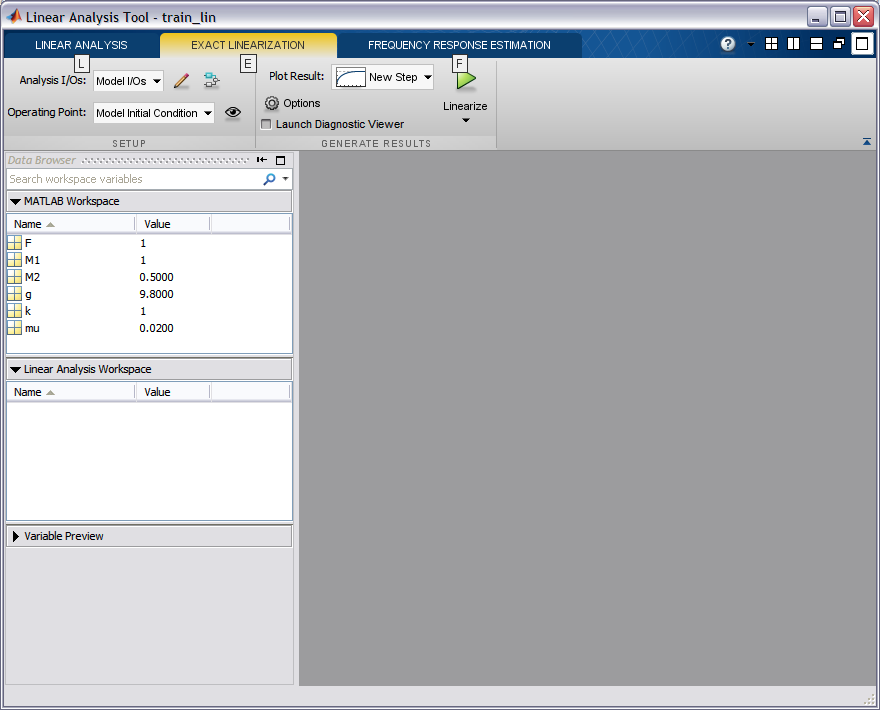 Linear Analysis Tool - train_lin
LINEAR ANALYSIS EXACT LINEARIZATION FREQUENCY RESPONSE ESTIMATION ?
L E F
Analysis I/Os: Model I/Os Plot Result: New Step
Options Linearize
Operating Point: Model Initial Condition
Launch Diagnostic Viewer
SETUP GENERATE RESULTS
Data Browser
Search workspace variables
MATLAB Workspace
Name Value
F 1
M1 1
M2 0.5000
g 9.8000
k 1
mu 0.0200
Linear Analysis Workspace
Name Value
Variable Preview